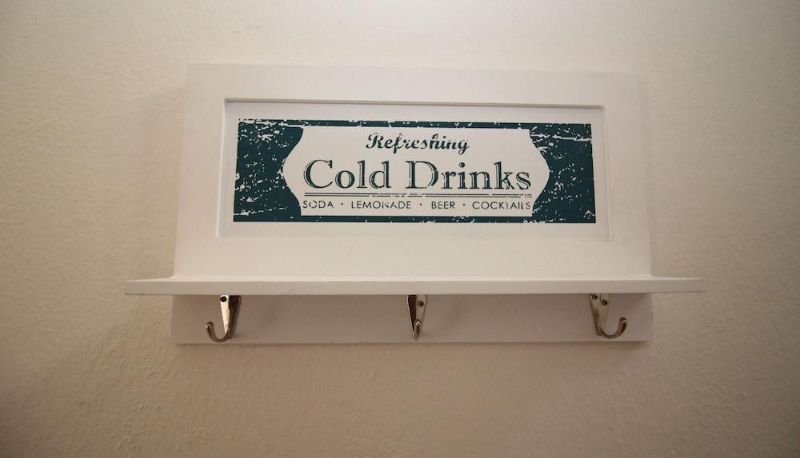 Refreshing
Cold Drinks
SODA · LEMONADE · BEER · COCKTAILS